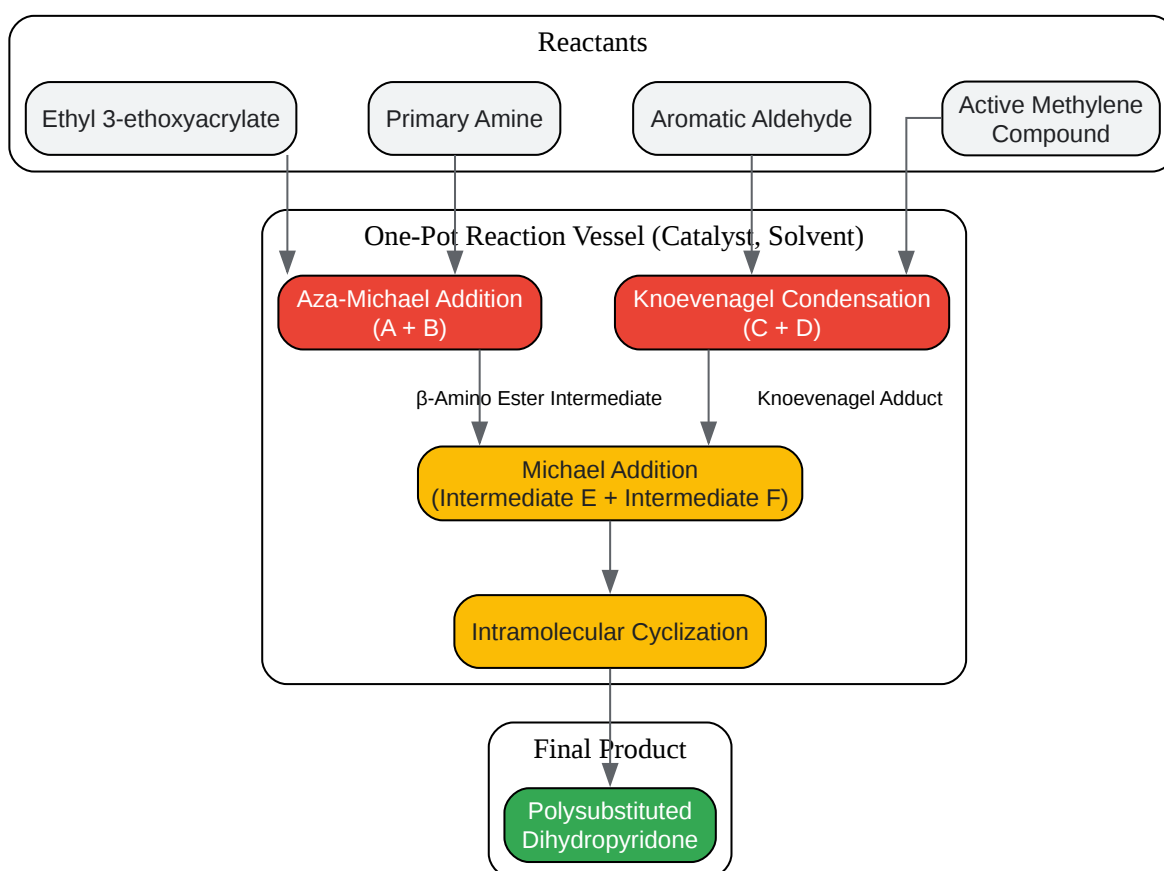 Reactants
Ethyl 3-ethoxyacrylate
Primary Amine
Aromatic Aldehyde
Active Methylene
Compound
One-Pot Reaction Vessel (Catalyst, Solvent)
Aza-Michael Addition
(A + B)
Knoevenagel Condensation
(C + D)
β-Amino Ester Intermediate
Knoevenagel Adduct
Michael Addition
(Intermediate E + Intermediate F)
Intramolecular Cyclization
Final Product
Polysubstituted
Dihydropyridone